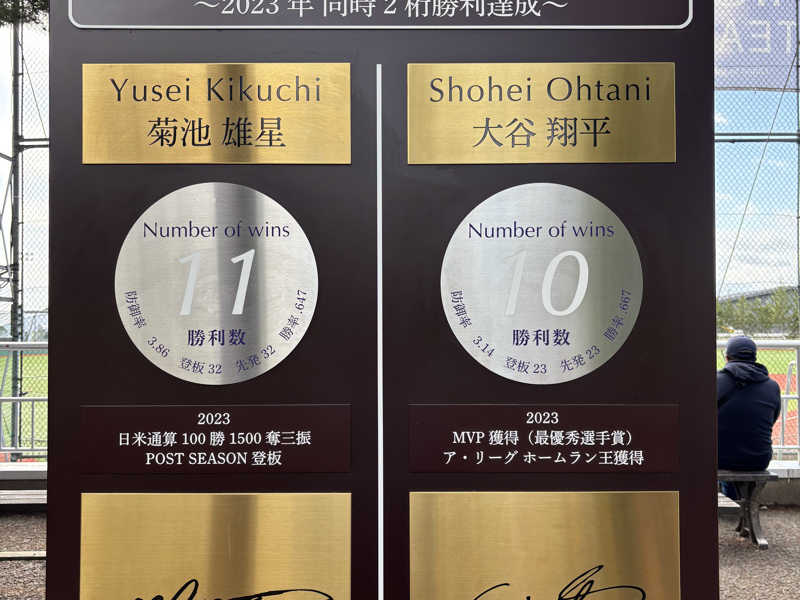 ～2023年 同時2桁勝利達成～
Yusei Kikuchi
菊池 雄星
Number of wins
11
勝利数
防御率 3.86 登板 32 先発 32 勝率 .647
2023
日米通算100勝1500奪三振
POST SEASON 登板
Shohei Ohtani
大谷 翔平
Number of wins
10
勝利数
防御率 3.14 登板 23 先発 23 勝率 .667
2023
MVP獲得（最優秀選手賞）
ア・リーグ ホームラン王獲得
TEA